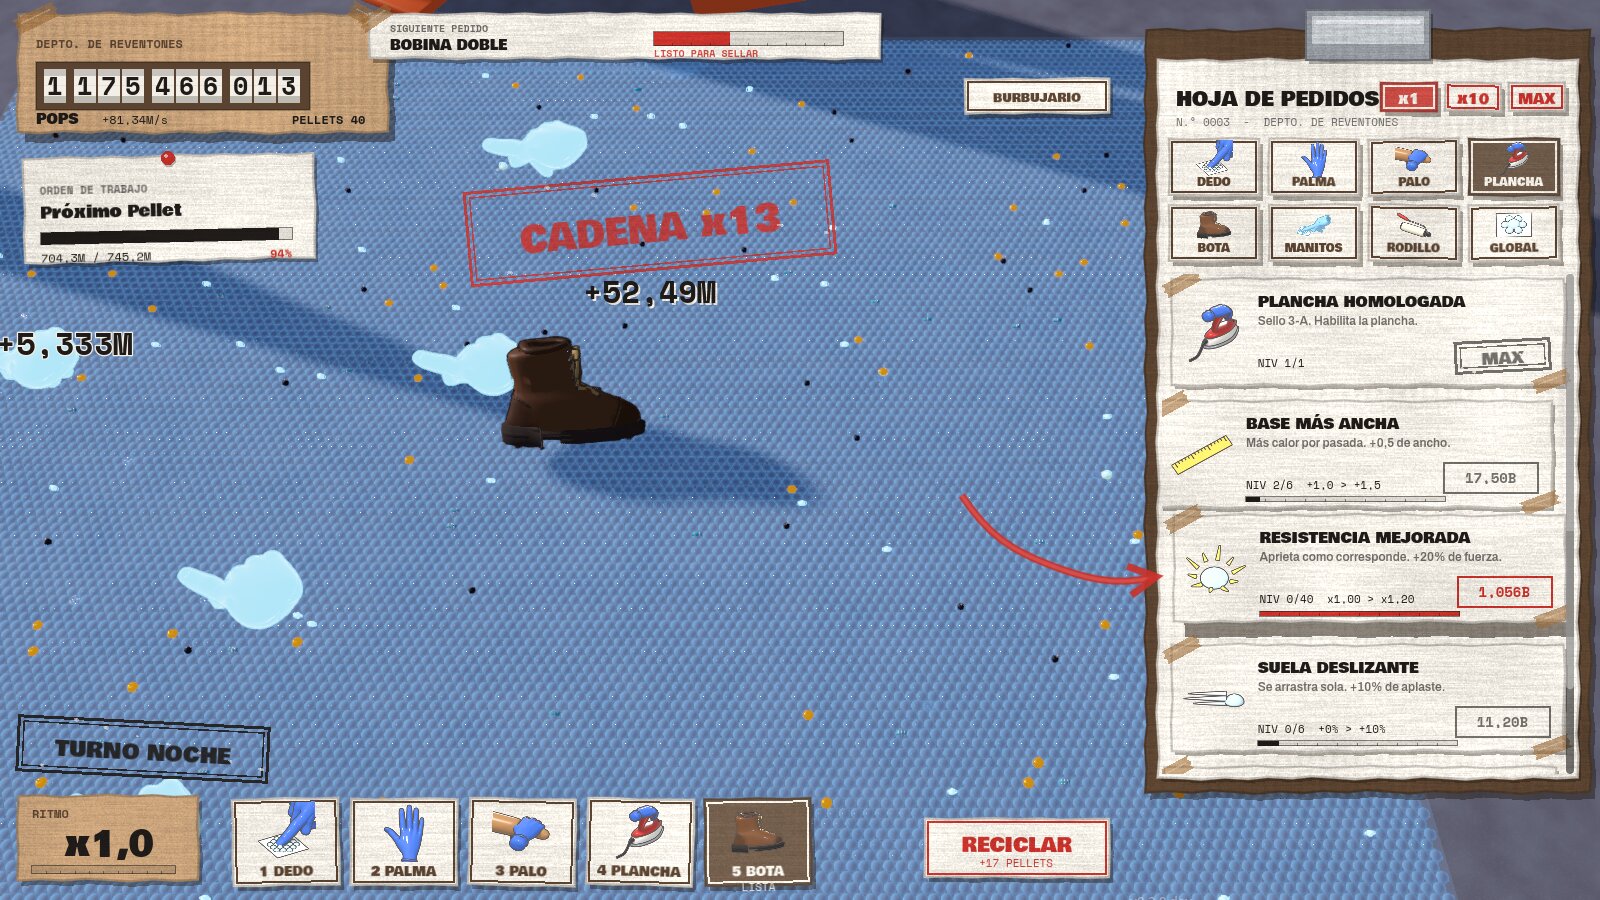 DEPTO. DE REVENTONES
1 175 466 013
POPS +81,34M/s PELLETS 40
SIGUIENTE PEDIDO
BOBINA DOBLE
LISTO PARA SELLAR
BURBUJARIO
ORDEN DE TRABAJO
Próximo Pellet
704,3M / 745,2M 94%
CADENA x13
+52,49M
+5,333M
HOJA DE PEDIDOS x1 x10 MAX
N.° 0003 - DEPTO. DE REVENTONES
DEDO PALMA PALO PLANCHA
BOTA MANITOS RODILLO GLOBAL
PLANCHA HOMOLOGADA
Sello 3-A. Habilita la plancha.
NIV 1/1 MAX
BASE MÁS ANCHA
Más calor por pasada. +0,5 de ancho.
NIV 2/6 +1,0 > +1,5 17,50B
RESISTENCIA MEJORADA
Aprieta como corresponde. +20% de fuerza.
NIV 0/40 x1,00 > x1,20 1,056B
SUELA DESLIZANTE
Se arrastra sola. +10% de aplaste.
NIV 0/6 +0% > +10% 11,20B
TURNO NOCHE
RITMO
x1,0
1 DEDO 2 PALMA 3 PALO 4 PLANCHA 5 BOTA
LISTA
RECICLAR
+17 PELLETS